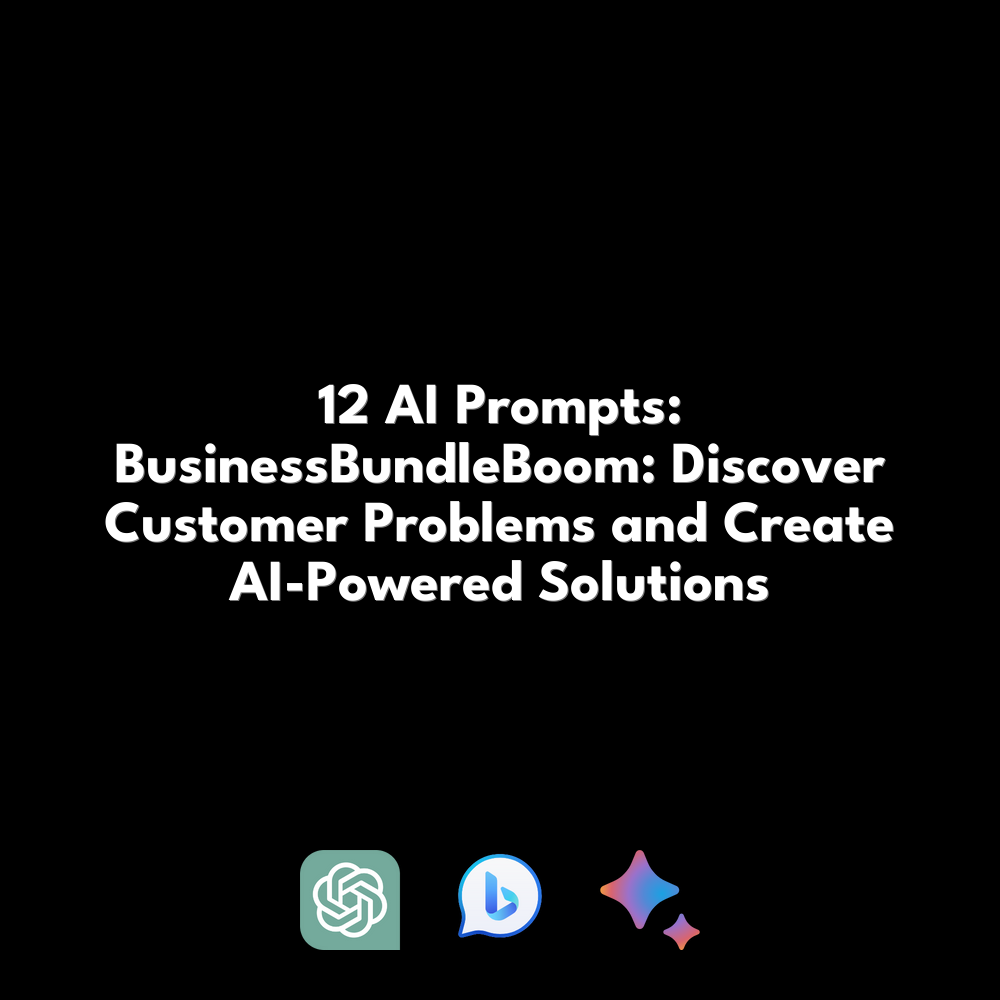 12 AI Prompts:
BusinessBundleBoom: Discover
Customer Problems and Create
AI-Powered Solutions